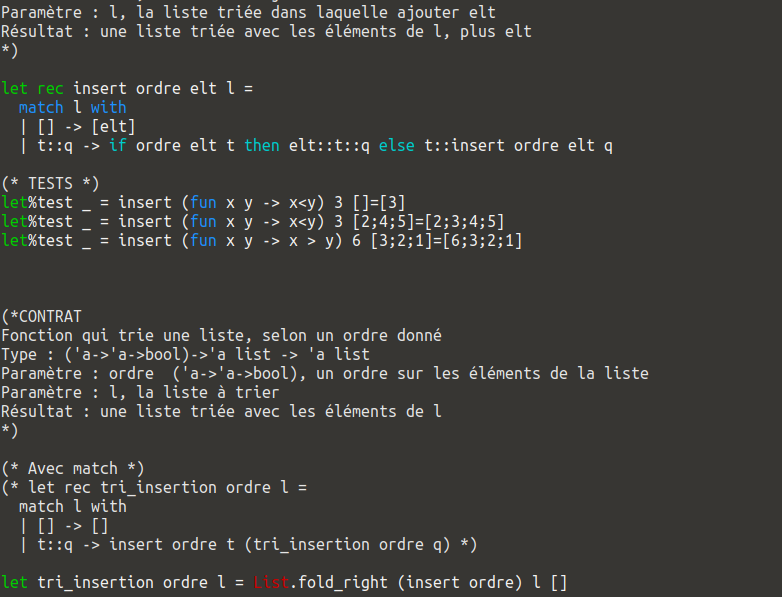 Paramètre : l, la liste triée dans laquelle ajouter elt
Résultat : une liste triée avec les éléments de l, plus elt
*)

let rec insert ordre elt l =
  match l with
  | [] -> [elt]
  | t::q -> if ordre elt t then elt::t::q else t::insert ordre elt q

(* TESTS *)
let%test _ = insert (fun x y -> x<y) 3 []=[3]
let%test _ = insert (fun x y -> x<y) 3 [2;4;5]=[2;3;4;5]
let%test _ = insert (fun x y -> x > y) 6 [3;2;1]=[6;3;2;1]

(*CONTRAT
Fonction qui trie une liste, selon un ordre donné
Type : ('a->'a->bool)->'a list -> 'a list
Paramètre : ordre  ('a->'a->bool), un ordre sur les éléments de la liste
Paramètre : l, la liste à trier
Résultat : une liste triée avec les éléments de l
*)

(* Avec match *)
(* let rec tri_insertion ordre l =
  match l with
  | [] -> []
  | t::q -> insert ordre t (tri_insertion ordre q) *)

let tri_insertion ordre l = List.fold_right (insert ordre) l []